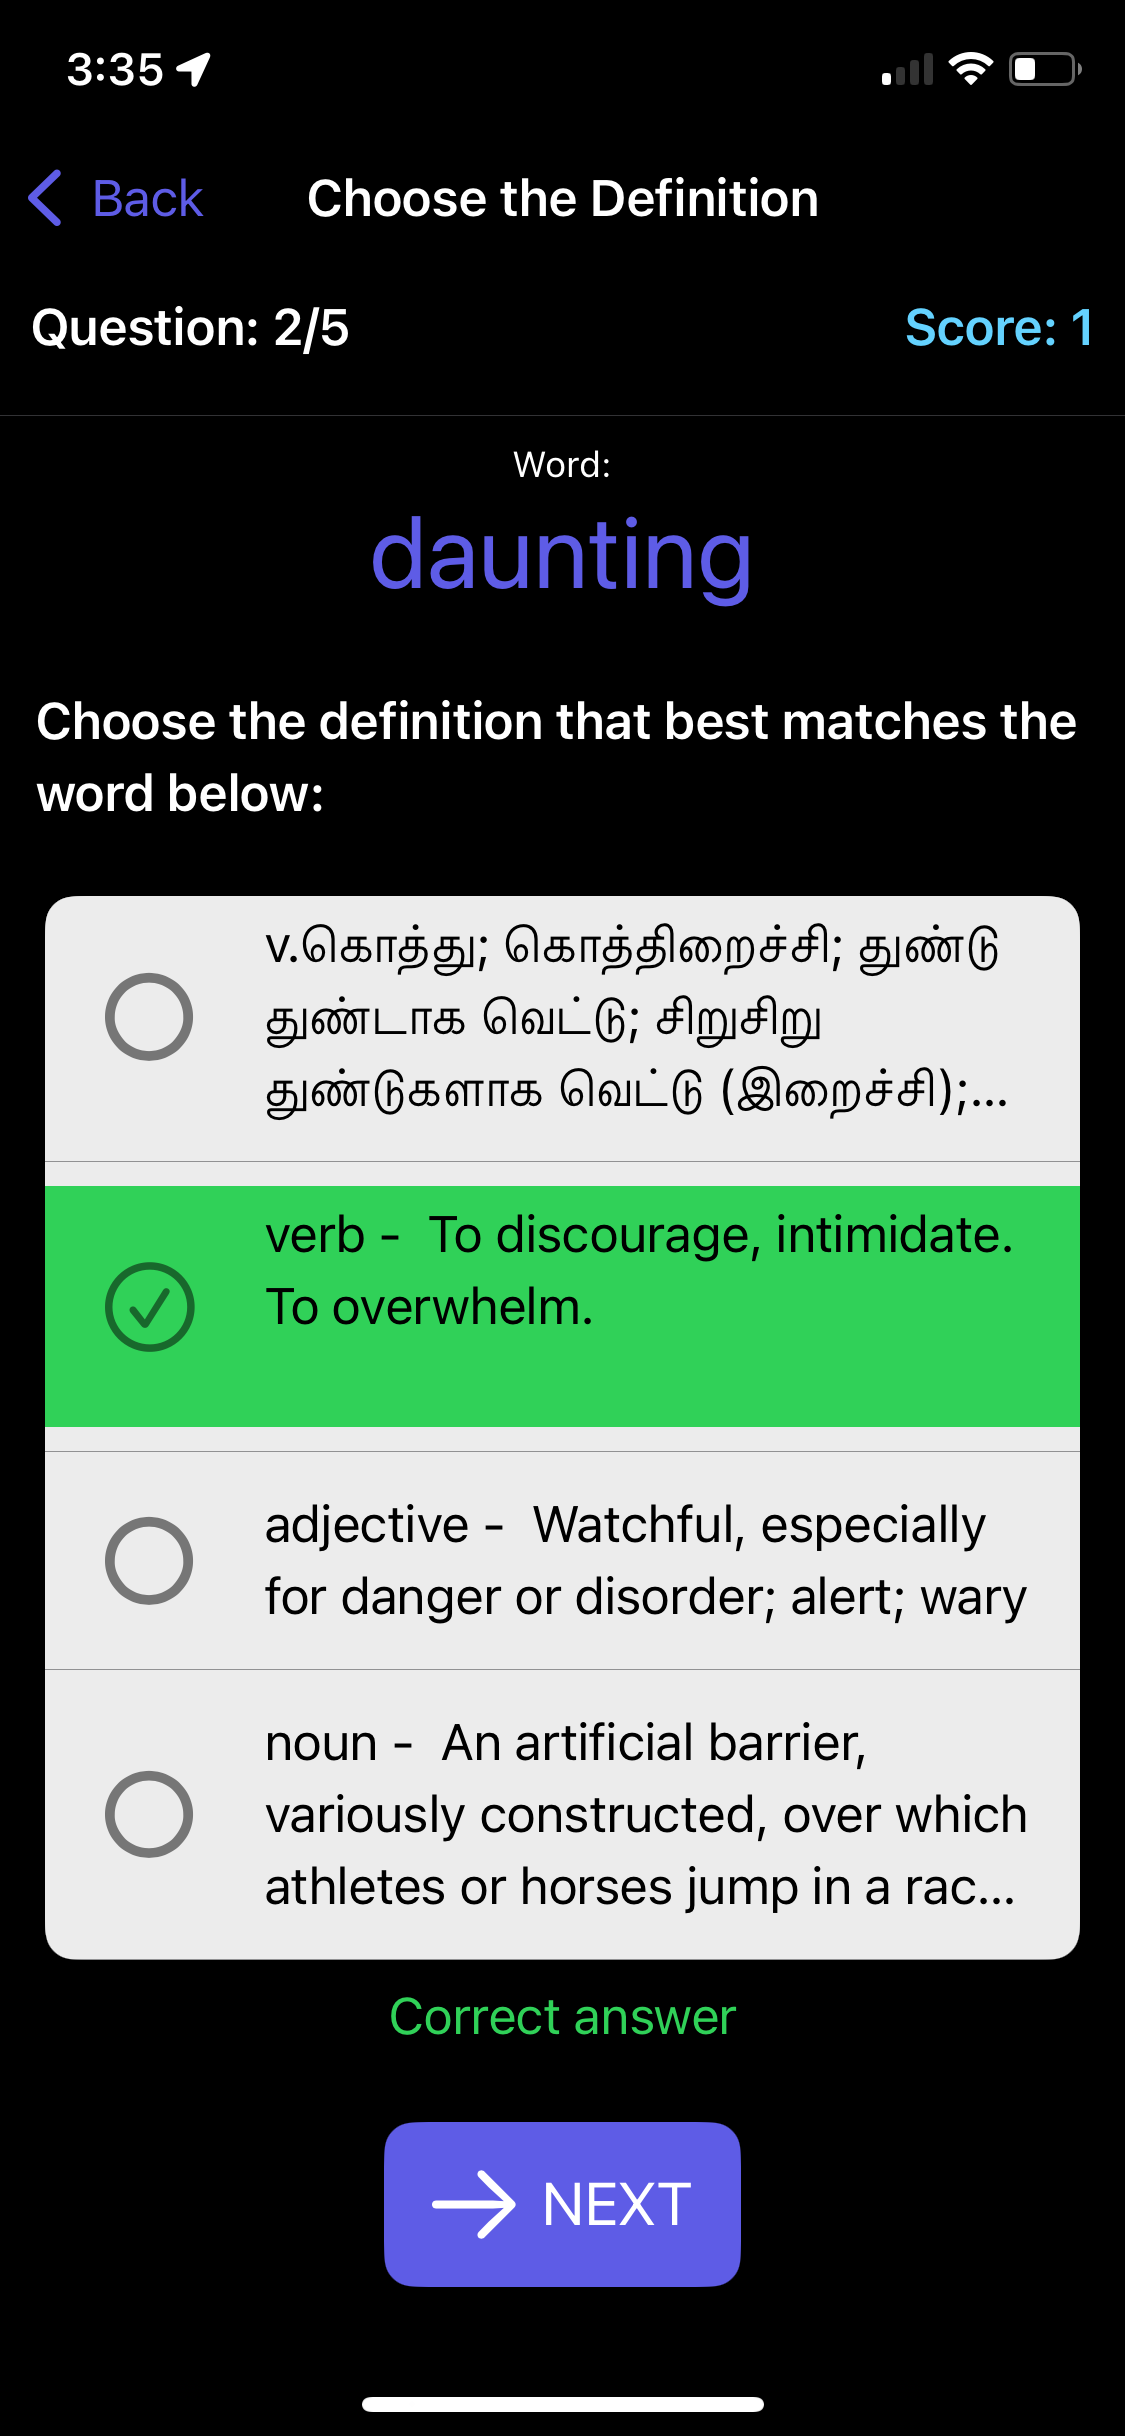 3:35
Back
Choose the Definition
Question: 2/5
Score: 1
Word:
daunting
Choose the definition that best matches the
word below:
v.கொத்து; கொத்திறைச்சி; துண்டு
துண்டாக வெட்டு; சிறுசிறு
துண்டுகளாக வெட்டு (இறைச்சி);...
verb -  To discourage, intimidate.
To overwhelm.
adjective -  Watchful, especially
for danger or disorder; alert; wary
noun -  An artificial barrier,
variously constructed, over which
athletes or horses jump in a rac...
Correct answer
NEXT